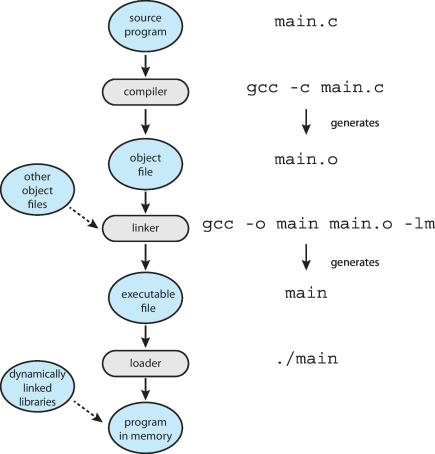 source
program
main.c
compiler
gcc -c main.c
generates
object
file
main.o
other
object
files
linker
gcc -o main main.o -lm
generates
executable
file
main
loader
./main
dynamically
linked
libraries
program
in memory